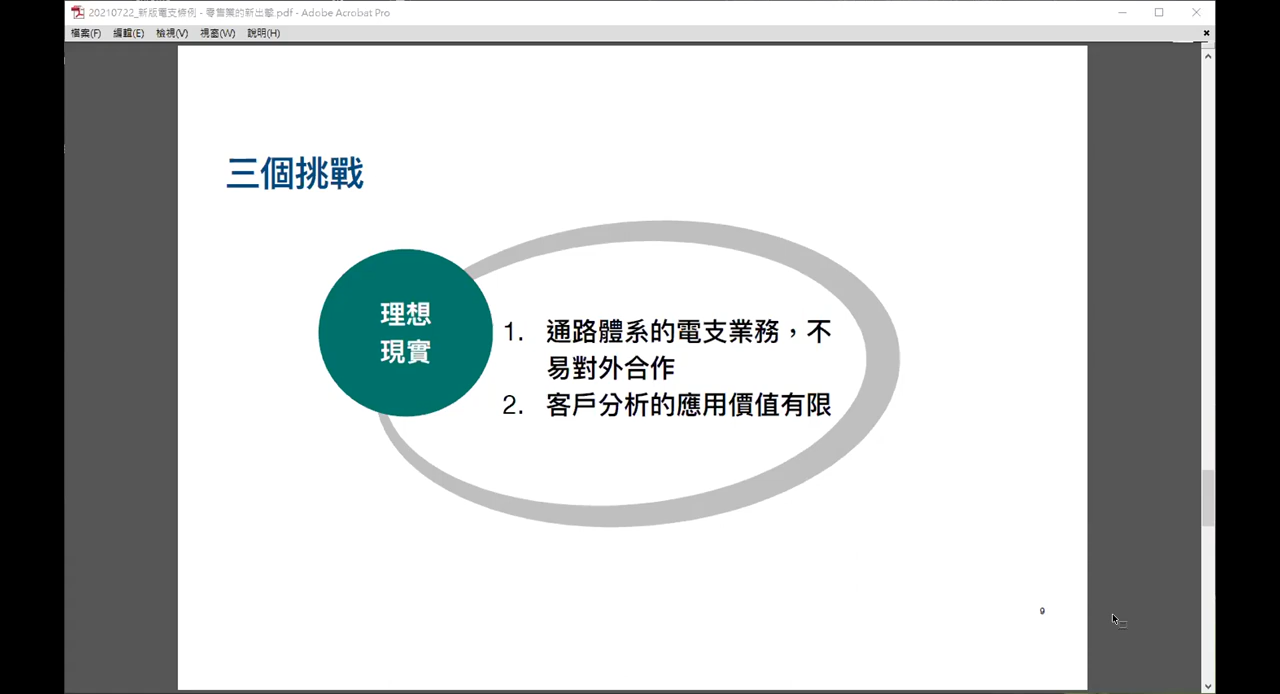 20210722_新版電支條例 - 零售業的新出擊.pdf - Adobe Acrobat Pro
檔案(F) 編輯(E) 檢視(V) 視窗(W) 說明(H)
三個挑戰
理想
現實
1. 通路體系的電支業務，不
易對外合作
2. 客戶分析的應用價值有限
9